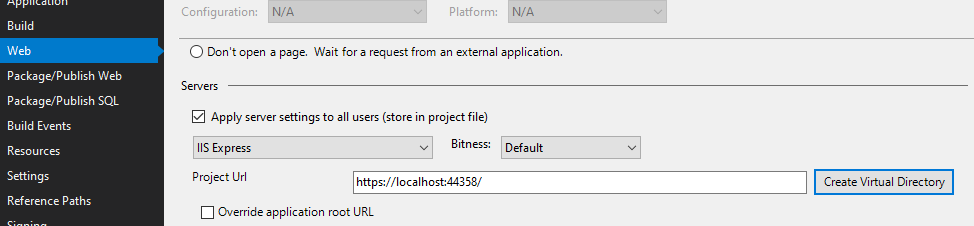 Application
Configuration: N/A Platform: N/A
Build
Web
Don't open a page. Wait for a request from an external application.
Package/Publish Web
Servers
Package/Publish SQL
Apply server settings to all users (store in project file)
Build Events
IIS Express Bitness: Default
Resources
Settings
Project Url https://localhost:44358/ Create Virtual Directory
Reference Paths
Override application root URL
Signing